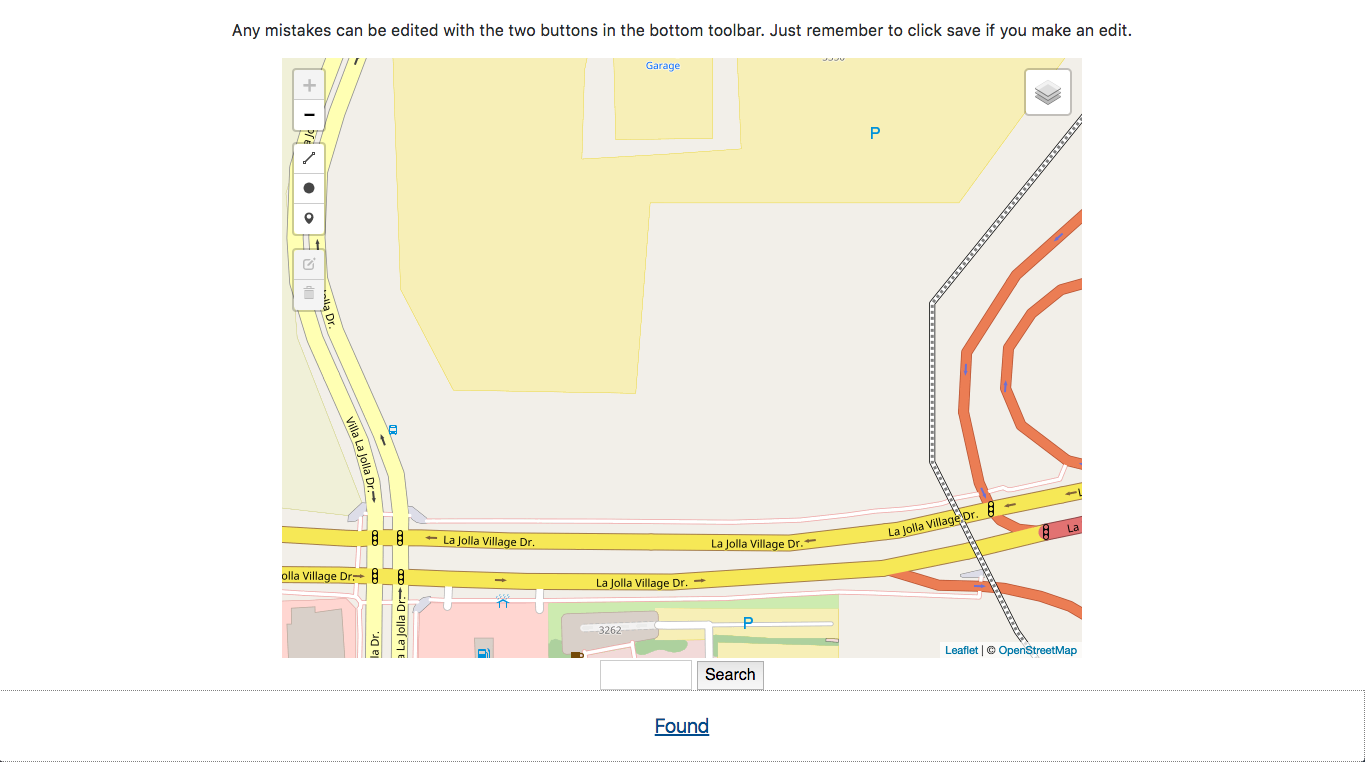 Any mistakes can be edited with the two buttons in the bottom toolbar. Just remember to click save if you make an edit.
Garage
+
P
−
Villa La Jolla Dr.
La Jolla Village Dr.
La Jolla Village Dr.
La Jolla Village Dr.
La
olla Village Dr.
La Jolla Village Dr.
3262
P
la Dr.
a La Jolla Dr.
Leaflet | © OpenStreetMap
Search
Found